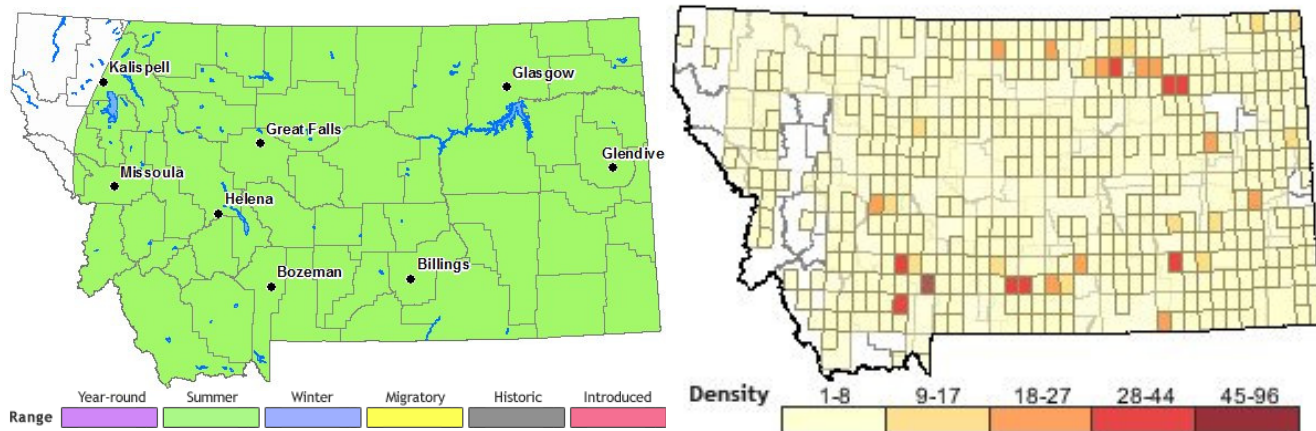 Kalispell
Glasgow
Great Falls
Glendive
Missoula
Helena
Bozeman
Billings
Range Year-round Summer Winter Migratory Historic Introduced
Density 1-8 9-17 18-27 28-44 45-96